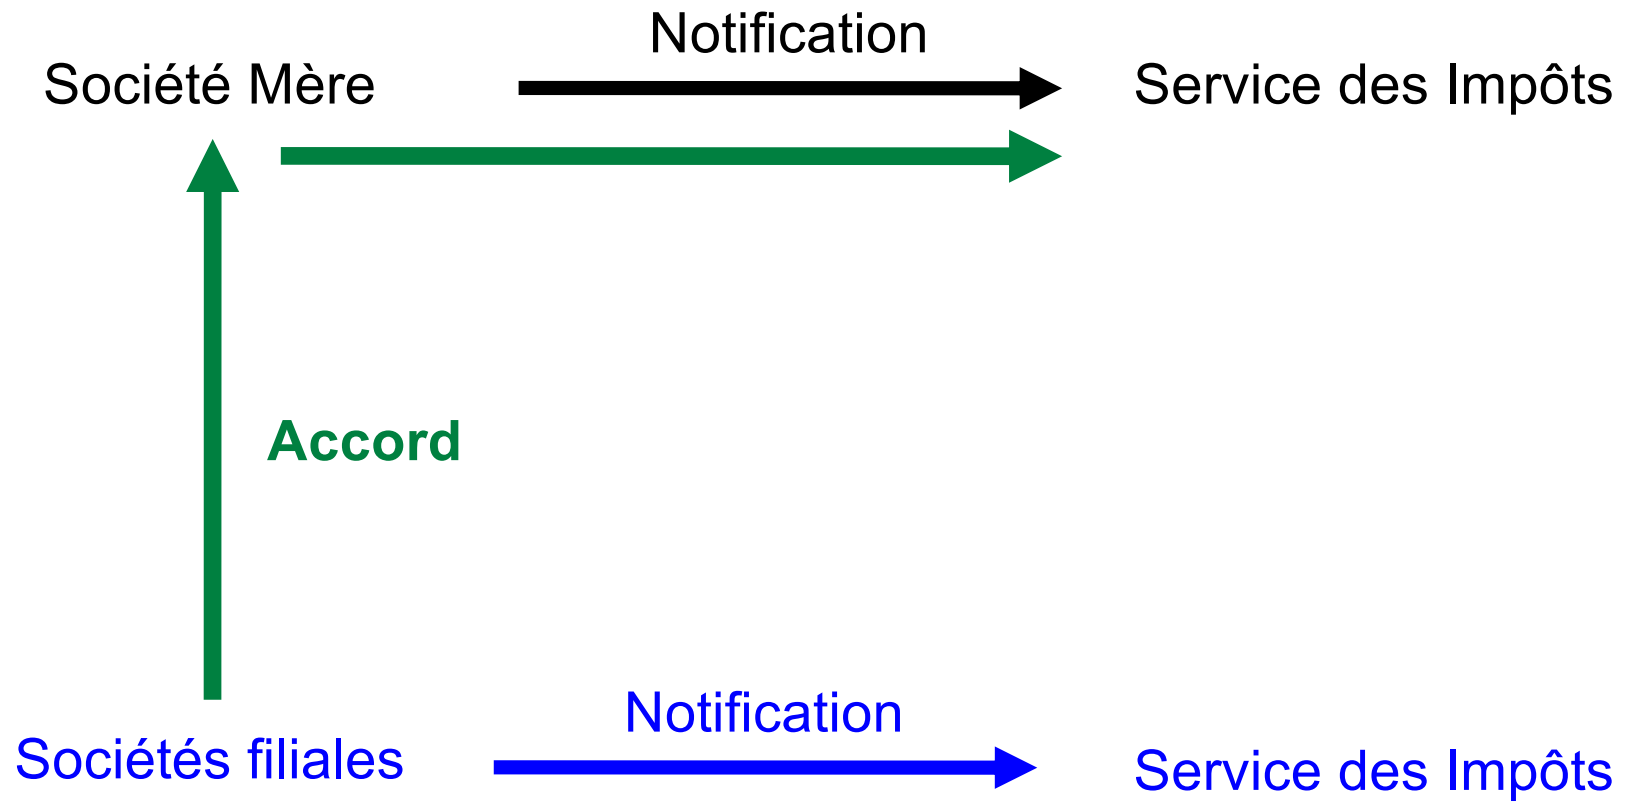 Notification
Société Mère
Service des Impôts
Accord
Notification
Sociétés filiales
Service des Impôts